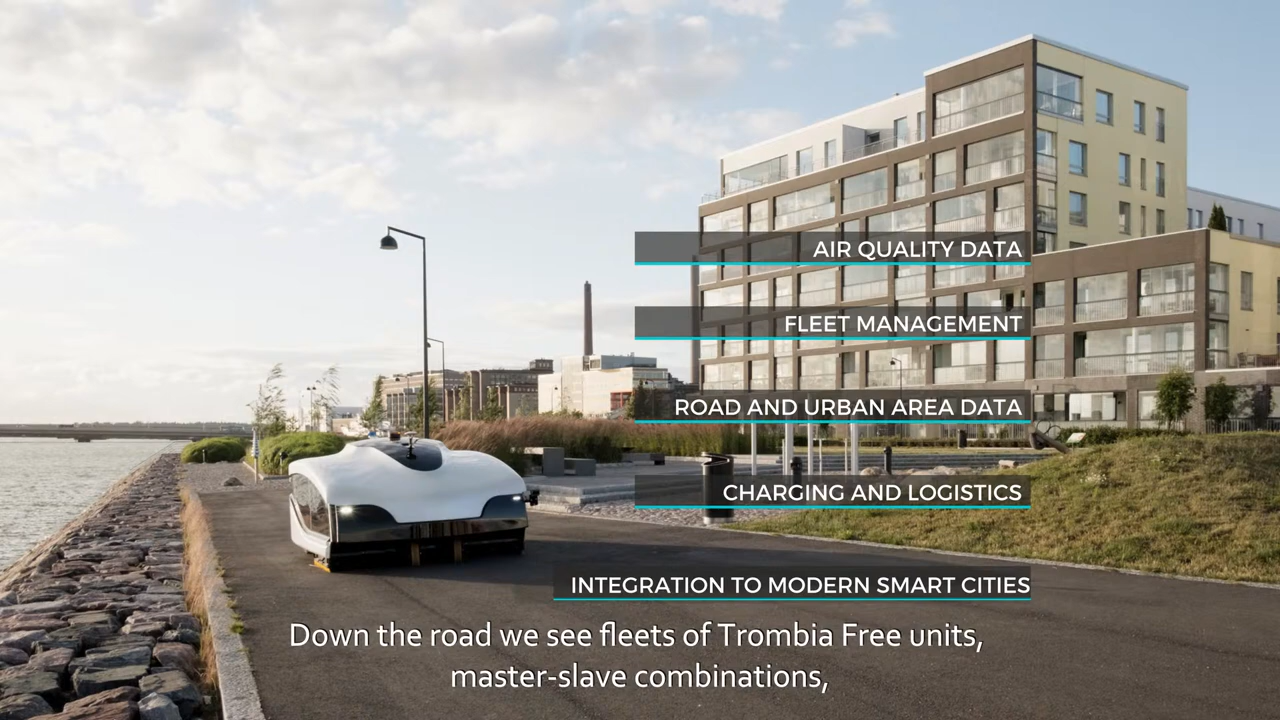 AIR QUALITY DATA
FLEET MANAGEMENT
ROAD AND URBAN AREA DATA
CHARGING AND LOGISTICS
INTEGRATION TO MODERN SMART CITIES
Down the road we see fleets of Trombia Free units,
master-slave combinations,